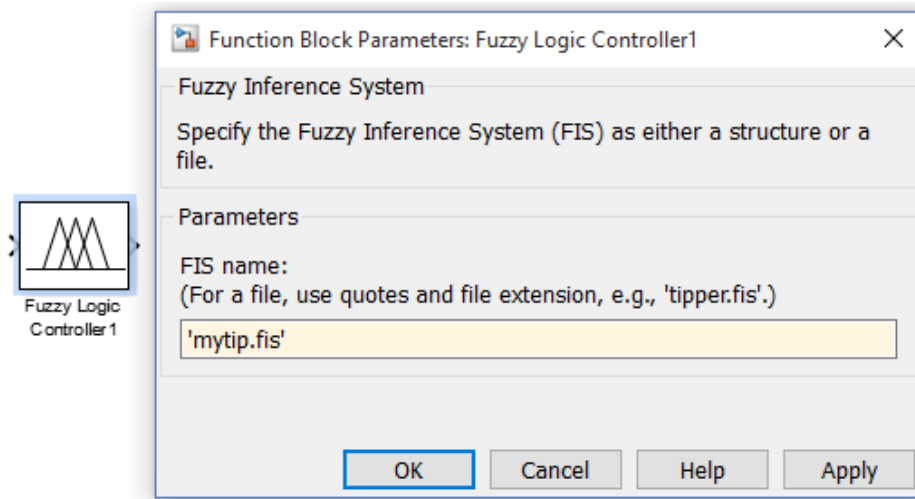 Function Block Parameters: Fuzzy Logic Controller1
Fuzzy Inference System
Specify the Fuzzy Inference System (FIS) as either a structure or a
file.
Parameters
FIS name:
(For a file, use quotes and file extension, e.g., 'tipper.fis'.)
'mytip.fis'
OK Cancel Help Apply
Fuzzy Logic
Controller1